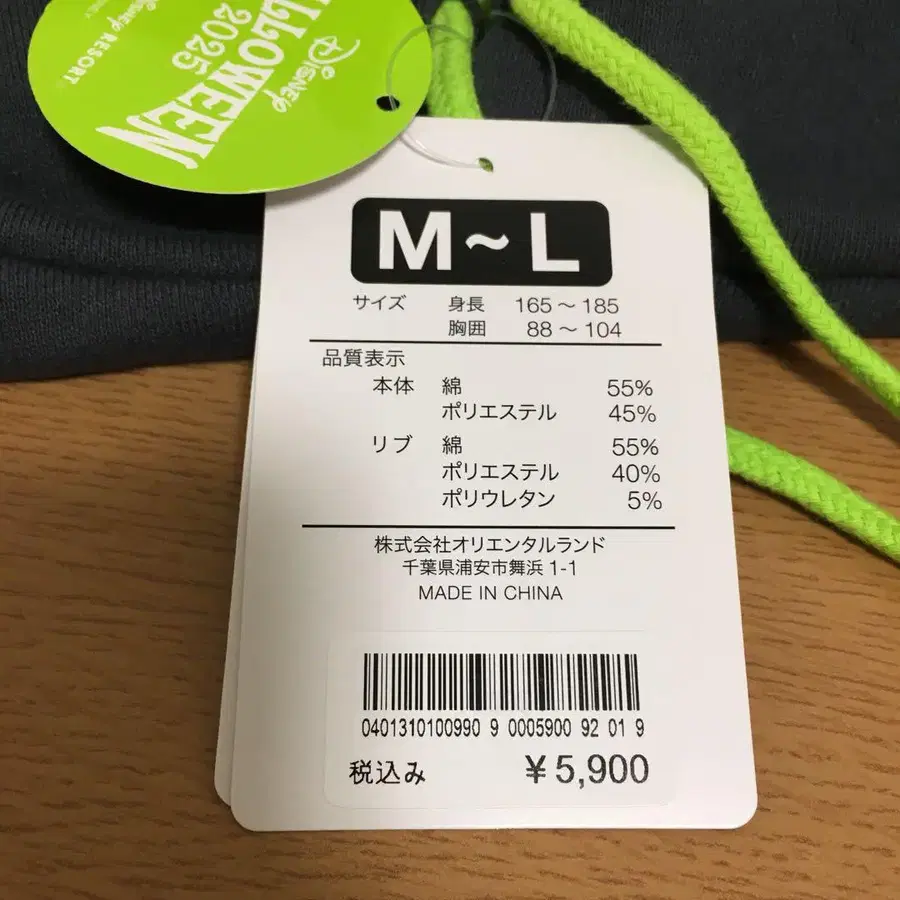 Disney
HALLOWEEN
2025
Disney RESORT
M~L
サイズ 身長 165～185
胸囲 88～104
品質表示
本体 綿 55%
ポリエステル 45%
リブ 綿 55%
ポリエステル 40%
ポリウレタン 5%
株式会社オリエンタルランド
千葉県浦安市舞浜 1-1
MADE IN CHINA
0401310100990 9 0005900 92 01 9
税込み ¥5,900